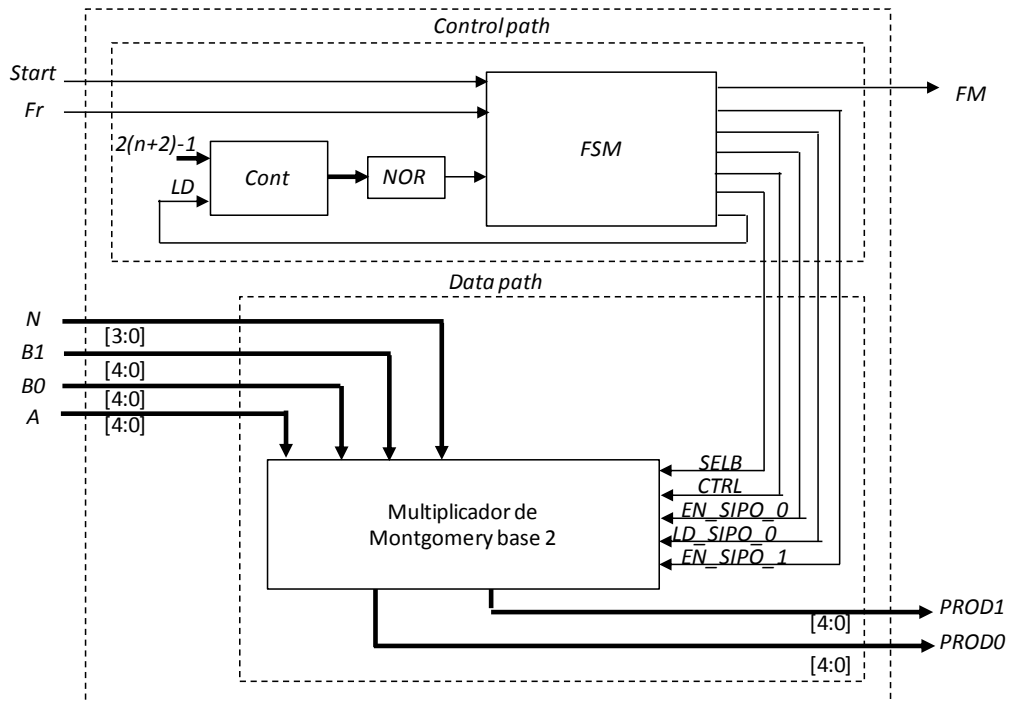 Control path
Start
Fr
FM
2(n+2)-1
LD
Cont
NOR
FSM
Data path
N
[3:0]
B1
[4:0]
B0
[4:0]
A
[4:0]
Multiplicador de
Montgomery base 2
SELB
CTRL
EN_SIPO_0
LD_SIPO_0
EN_SIPO_1
PROD1
[4:0]
PROD0
[4:0]